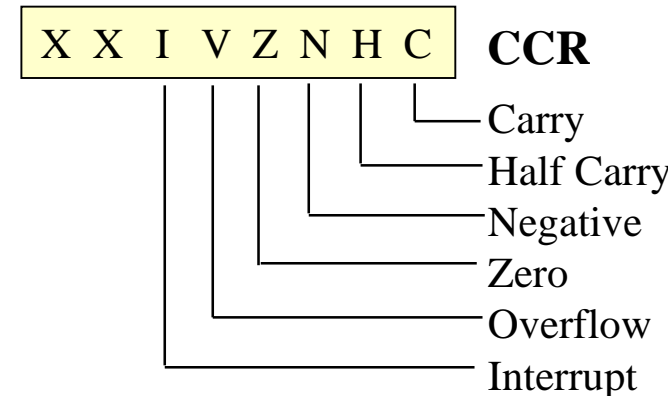 X X I V Z N H C CCR
Carry
Half Carry
Negative
Zero
Overflow
Interrupt